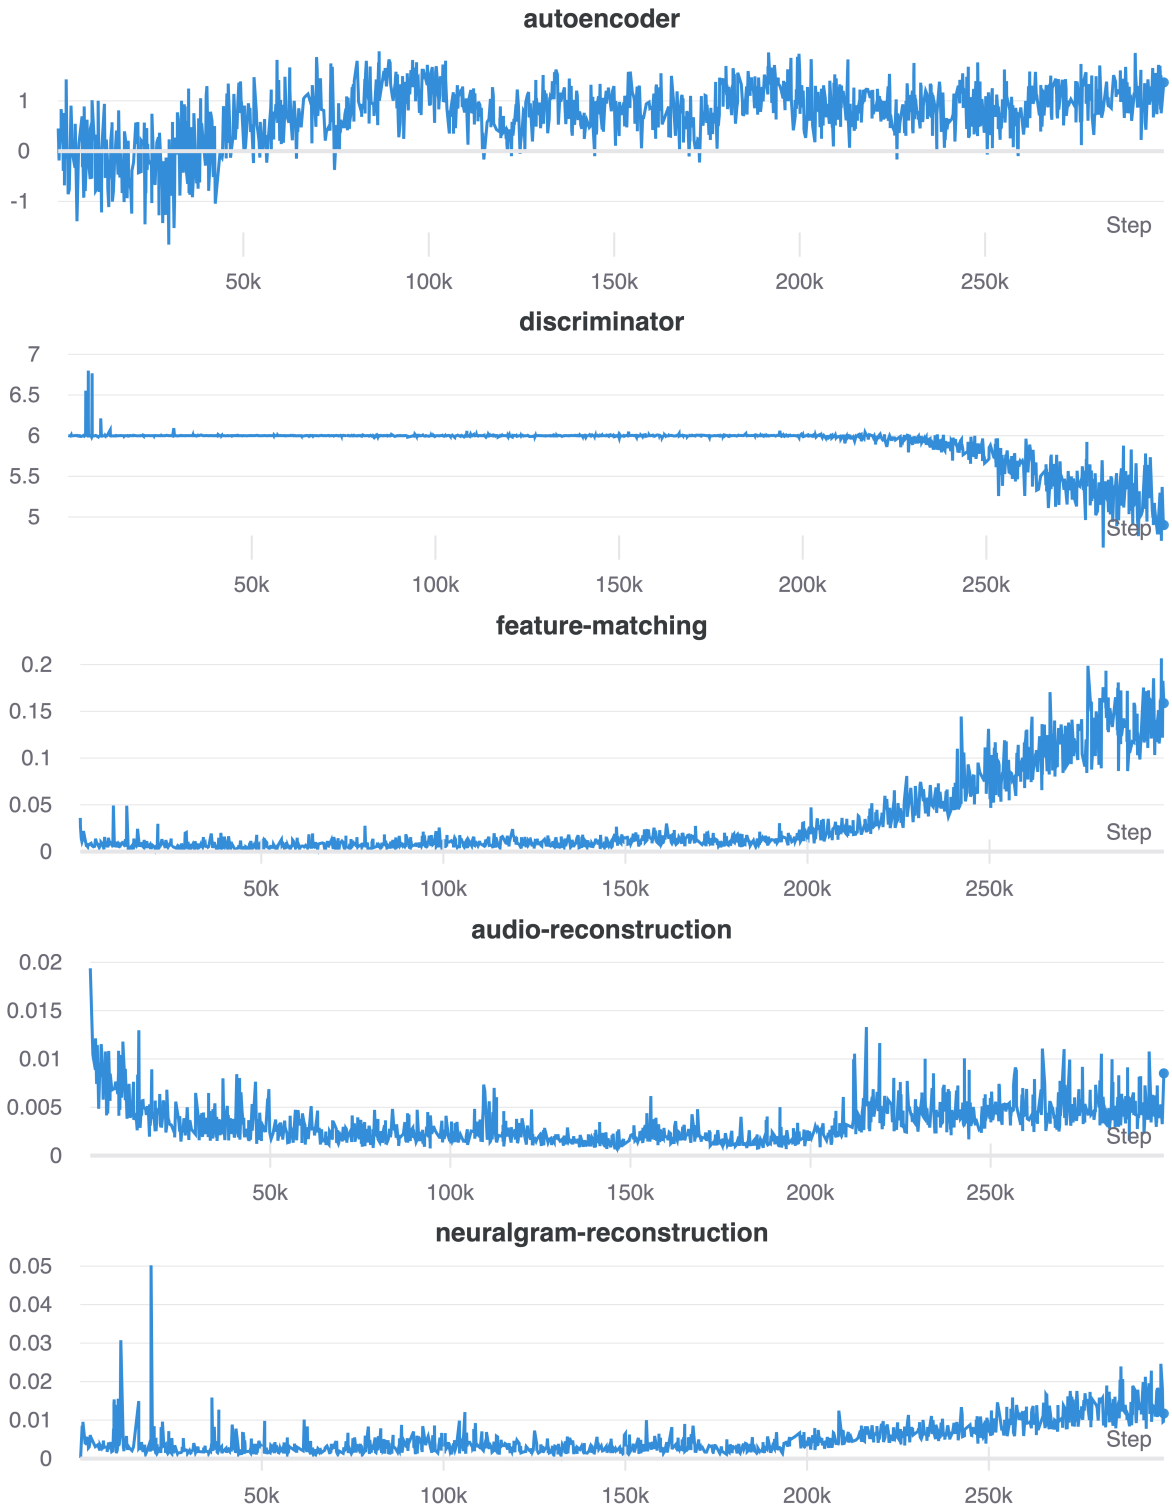 autoencoder
1
0
-1
Step
50k 100k 150k 200k 250k
discriminator
7
6.5
6
5.5
5
Step
50k 100k 150k 200k 250k
feature-matching
0.2
0.15
0.1
0.05
0
Step
50k 100k 150k 200k 250k
audio-reconstruction
0.02
0.015
0.01
0.005
0
Step
50k 100k 150k 200k 250k
neuralgram-reconstruction
0.05
0.04
0.03
0.02
0.01
0
Step
50k 100k 150k 200k 250k